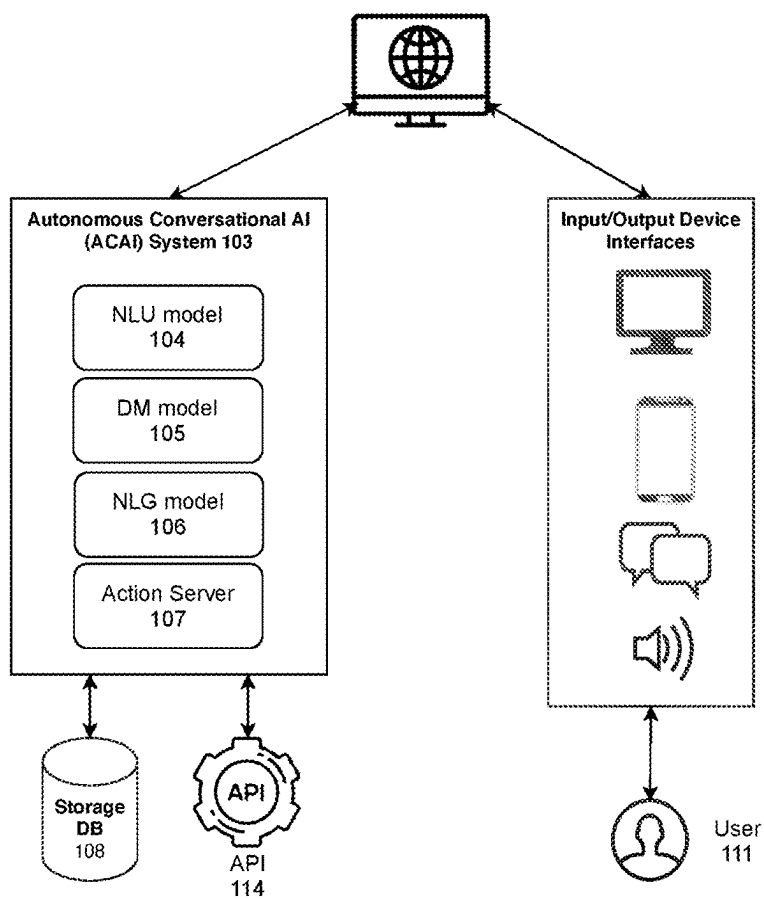 Autonomous Conversational AI
(ACAI) System 103
NLU model
104
DM model
105
NLG model
106
Action Server
107
Storage
DB
108
API
API
114
Input/Output Device
Interfaces
User
111